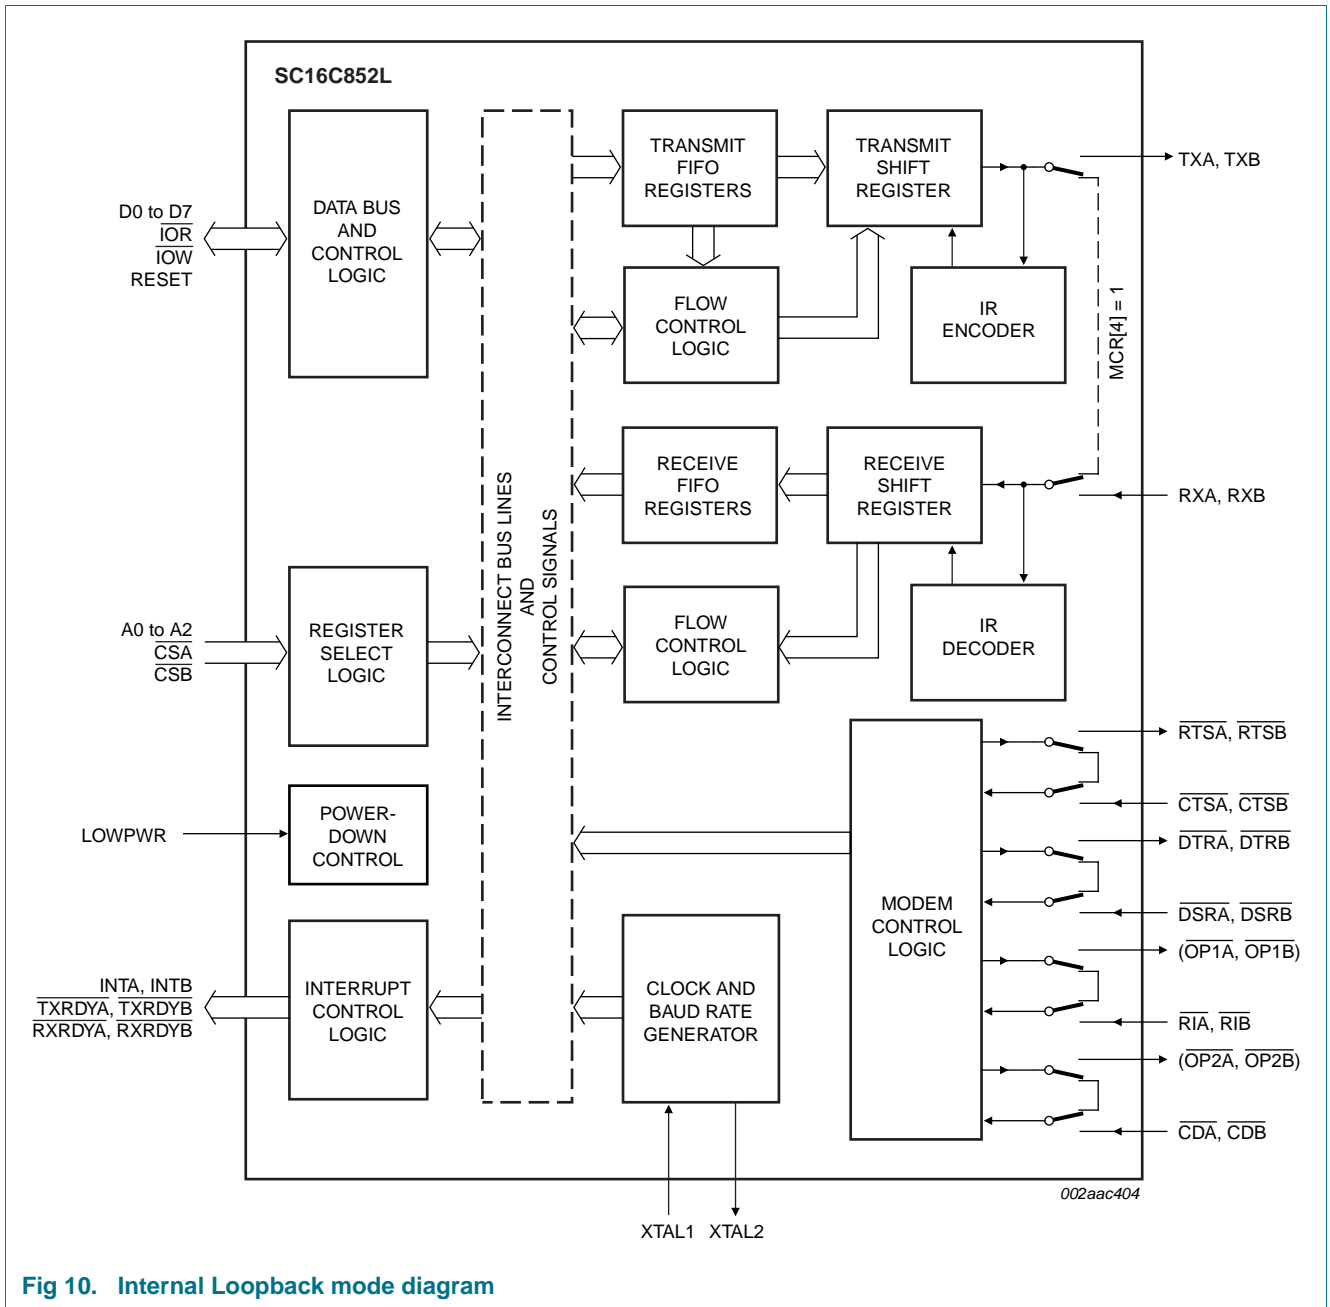 SC16C852L
TRANSMIT
FIFO
REGISTERS
TRANSMIT
SHIFT
REGISTER
TXA, TXB
D0 to D7
IOR
IOW
RESET
DATA BUS
AND
CONTROL
LOGIC
FLOW
CONTROL
LOGIC
IR
ENCODER
MCR[4] = 1
RECEIVE
FIFO
REGISTERS
RECEIVE
SHIFT
REGISTER
RXA, RXB
INTERCONNECT BUS LINES
AND
CONTROL SIGNALS
A0 to A2
CSA
CSB
REGISTER
SELECT
LOGIC
FLOW
CONTROL
LOGIC
IR
DECODER
RTSA, RTSB
CTSA, CTSB
LOWPWR
POWER-
DOWN
CONTROL
DTRA, DTRB
MODEM
CONTROL
LOGIC
DSRA, DSRB
(OP1A, OP1B)
INTA, INTB
TXRDYA, TXRDYB
RXRDYA, RXRDYB
INTERRUPT
CONTROL
LOGIC
CLOCK AND
BAUD RATE
GENERATOR
RIA, RIB
(OP2A, OP2B)
CDA, CDB
002aac404
XTAL1 XTAL2
Fig 10. Internal Loopback mode diagram